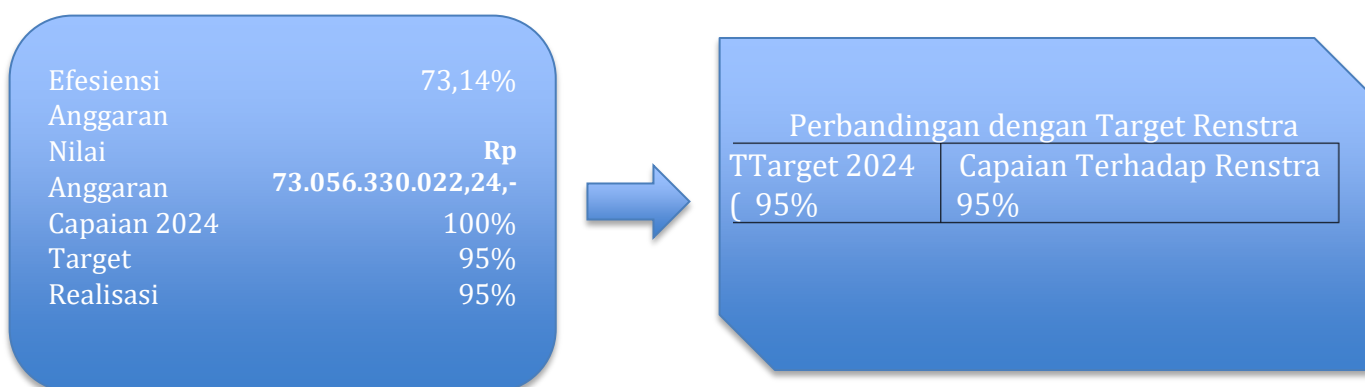 Efesiensi 73,14%
Anggaran
Nilai Rp
Anggaran 73.056.330.022,24,-
Capaian 2024 100%
Target 95%
Realisasi 95%
Perbandingan dengan Target Renstra
TTarget 2024 Capaian Terhadap Renstra
( 95% 95%